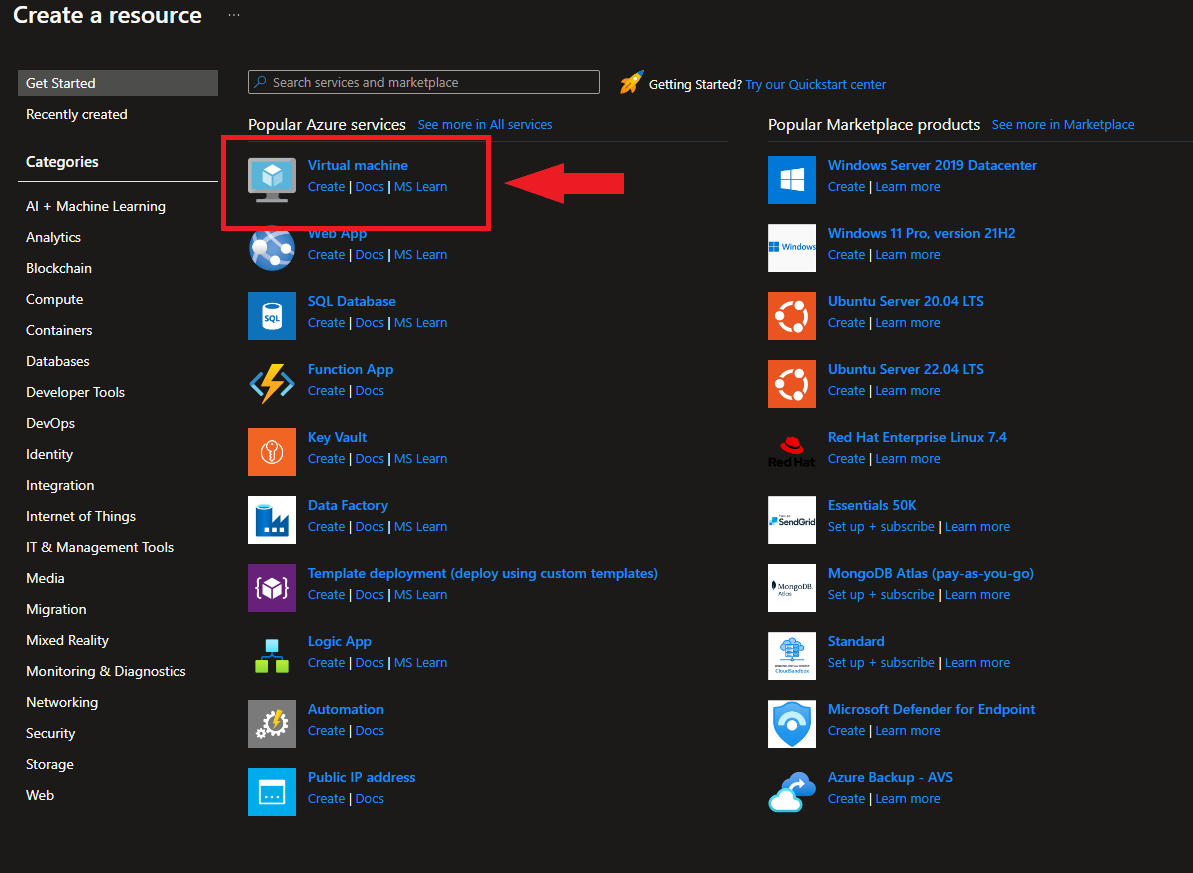 Create a resource ...
Get Started
Recently created
Categories
AI + Machine Learning
Analytics
Blockchain
Compute
Containers
Databases
Developer Tools
DevOps
Identity
Integration
Internet of Things
IT & Management Tools
Media
Migration
Mixed Reality
Monitoring & Diagnostics
Networking
Security
Storage
Web
Search services and marketplace
Getting Started? Try our Quickstart center
Popular Azure services See more in All services
Virtual machine
Create | Docs | MS Learn
Web App
Create | Docs | MS Learn
SQL
SQL Database
Create | Docs | MS Learn
Function App
Create | Docs
Key Vault
Create | Docs | MS Learn
Data Factory
Create | Docs | MS Learn
Template deployment (deploy using custom templates)
Create | Docs | MS Learn
Logic App
Create | Docs | MS Learn
Automation
Create | Docs
Public IP address
Create | Docs
Popular Marketplace products See more in Marketplace
Windows Server 2019 Datacenter
Create | Learn more
Windows
Windows 11 Pro, version 21H2
Create | Learn more
Ubuntu Server 20.04 LTS
Create | Learn more
Ubuntu Server 22.04 LTS
Create | Learn more
Red Hat
Red Hat Enterprise Linux 7.4
Create | Learn more
SendGrid
Essentials 50K
Set up + subscribe | Learn more
MongoDB.
Atlas
MongoDB Atlas (pay-as-you-go)
Set up + subscribe | Learn more
CloudSandbox
Standard
Set up + subscribe | Learn more
Microsoft Defender for Endpoint
Create | Learn more
Azure Backup - AVS
Create | Learn more